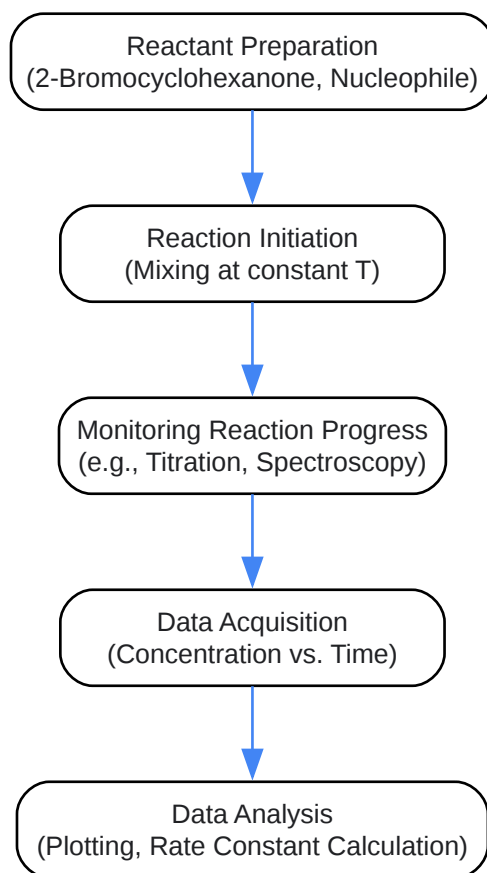 Reactant Preparation
(2-Bromocyclohexanone, Nucleophile)
Reaction Initiation
(Mixing at constant T)
Monitoring Reaction Progress
(e.g., Titration, Spectroscopy)
Data Acquisition
(Concentration vs. Time)
Data Analysis
(Plotting, Rate Constant Calculation)